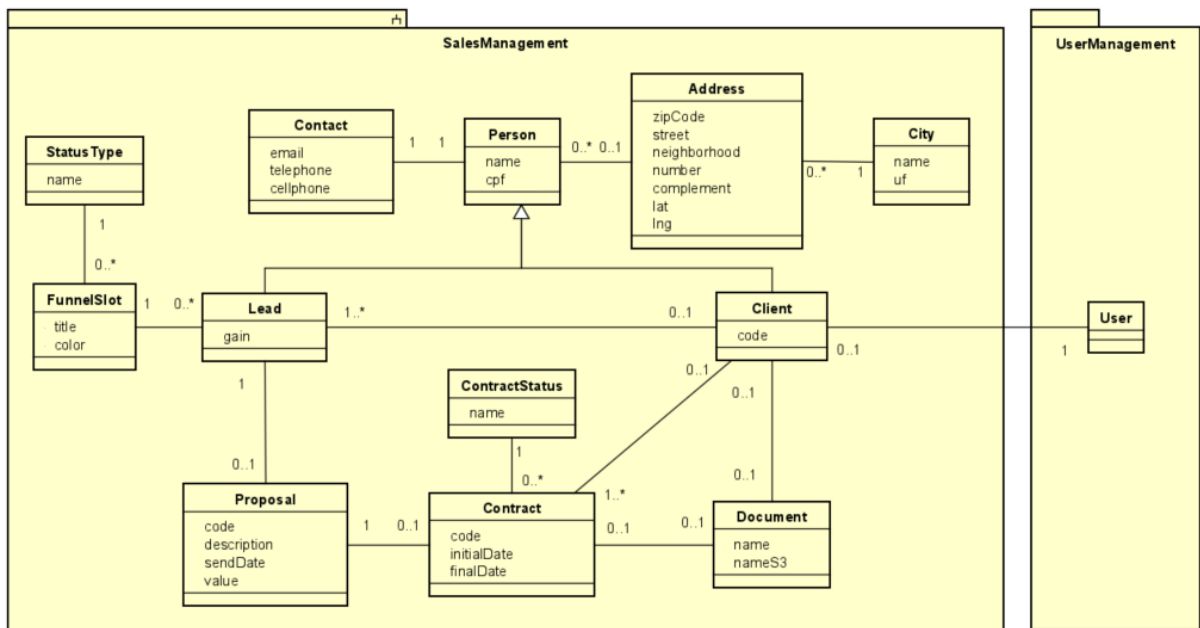 SalesManagement
UserManagement
Address
zipCode
street
neighborhood
number
complement
lat
lng
Contact
email
telephone
cellphone
1 1
Person
name
cpf
0..* 0..1
City
name
uf
0..* 1
StatusType
name
1
0..*
FunnelSlot
title
color
1 0..*
Lead
gain
1..* 0..1
Client
code
0..1 1
User
1
0..1
ContractStatus
name
1
0..*
0..1
1..*
0..1
0..1
Proposal
code
description
sendDate
value
1 0..1
Contract
code
initialDate
finalDate
0..1 0..1
Document
name
nameS3